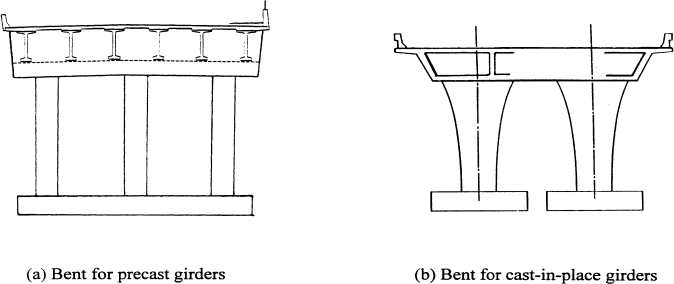 (a) Bent for precast girders
(b) Bent for cast-in-place girders